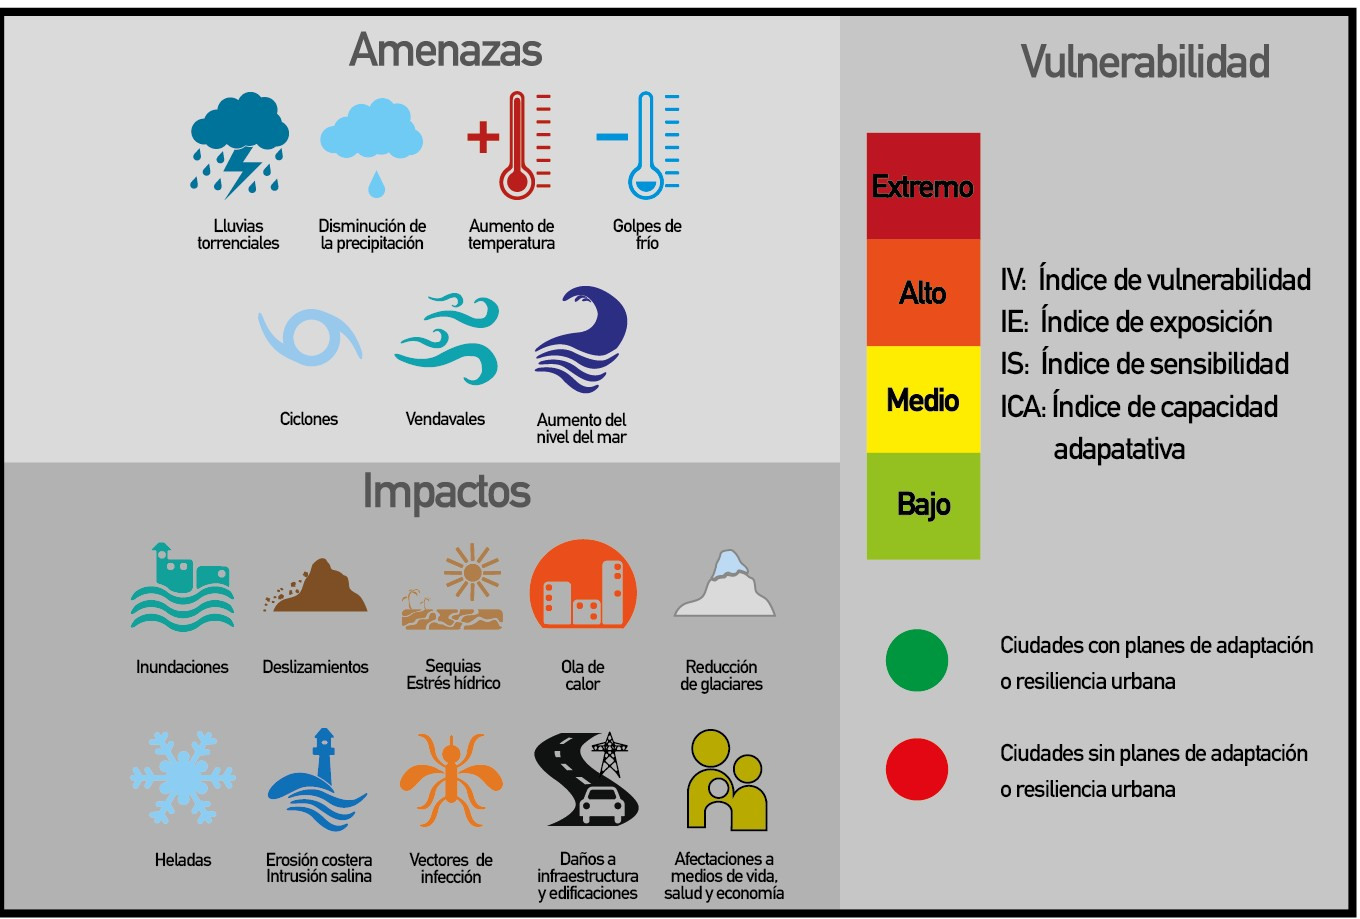 Amenazas
Lluvias
torrenciales
Disminución de
la precipitación
Aumento de
temperatura
Golpes de
frío
Ciclones
Vendavales
Aumento del
nivel del mar
Impactos
Inundaciones
Deslizamientos
Sequias
Estrés hídrico
Ola de
calor
Reducción
de glaciares
Heladas
Erosión costera
Intrusión salina
Vectores de
infección
Daños a
infraestructura
y edificaciones
Afectaciones a
medios de vida,
salud y economía
Vulnerabilidad
Extremo
Alto
Medio
Bajo
IV: Índice de vulnerabilidad
IE: Índice de exposición
IS: Índice de sensibilidad
ICA: Índice de capacidad
adapatativa
Ciudades con planes de adaptación
o resiliencia urbana
Ciudades sin planes de adaptación
o resiliencia urbana